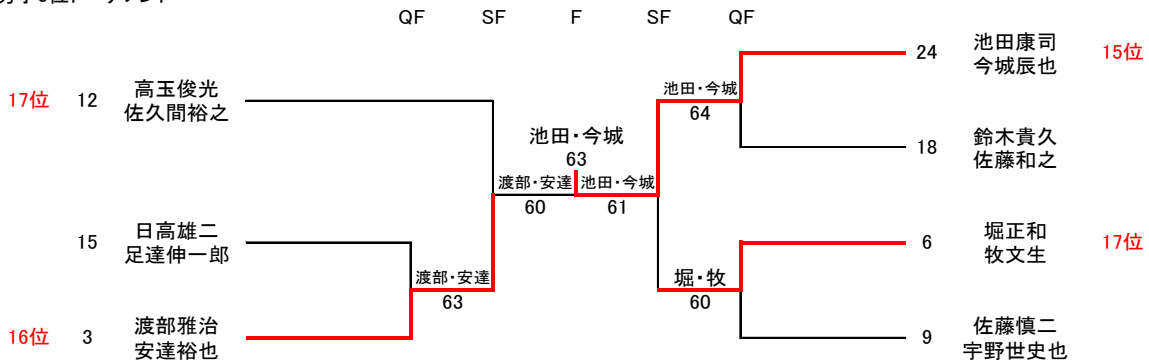 QF SF F SF QF
24 池田康司
今城辰也 15位
17位 12 高玉俊光
佐久間裕之
池田・今城
64
池田・今城
63
18 鈴木貴久
佐藤和之
渡部・安達
60
池田・今城
61
15 日高雄二
足達伸一郎
6 堀正和
牧文生 17位
渡部・安達
63
堀・牧
60
16位 3 渡部雅治
安達裕也
9 佐藤慎二
宇野世史也